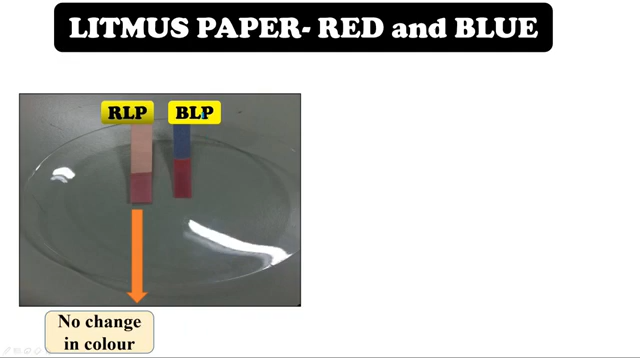 LITMUS PAPER- RED and BLUE
RLP BLP
No change
in colour